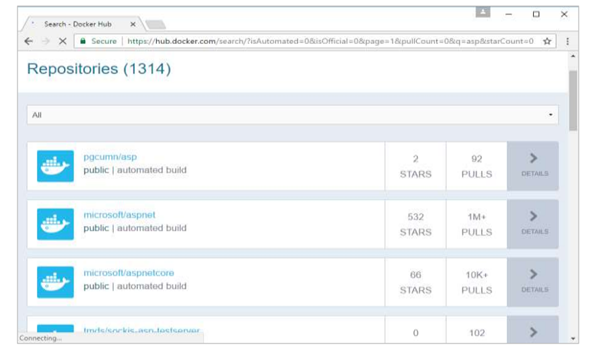 Search - Docker Hub
Secure | https://hub.docker.com/search/?isAutomated=0&isOfficial=0&page=1&pullCount=0&q=asp&starCount=0
Repositories (1314)
All
pgcumn/asp
public | automated build
2
STARS
92
PULLS
DETAILS
microsoft/aspnet
public | automated build
532
STARS
1M+
PULLS
DETAILS
microsoft/aspnetcore
public | automated build
66
STARS
10K+
PULLS
DETAILS
tmds/sockjs-asp-testserver
0
102
Connecting...